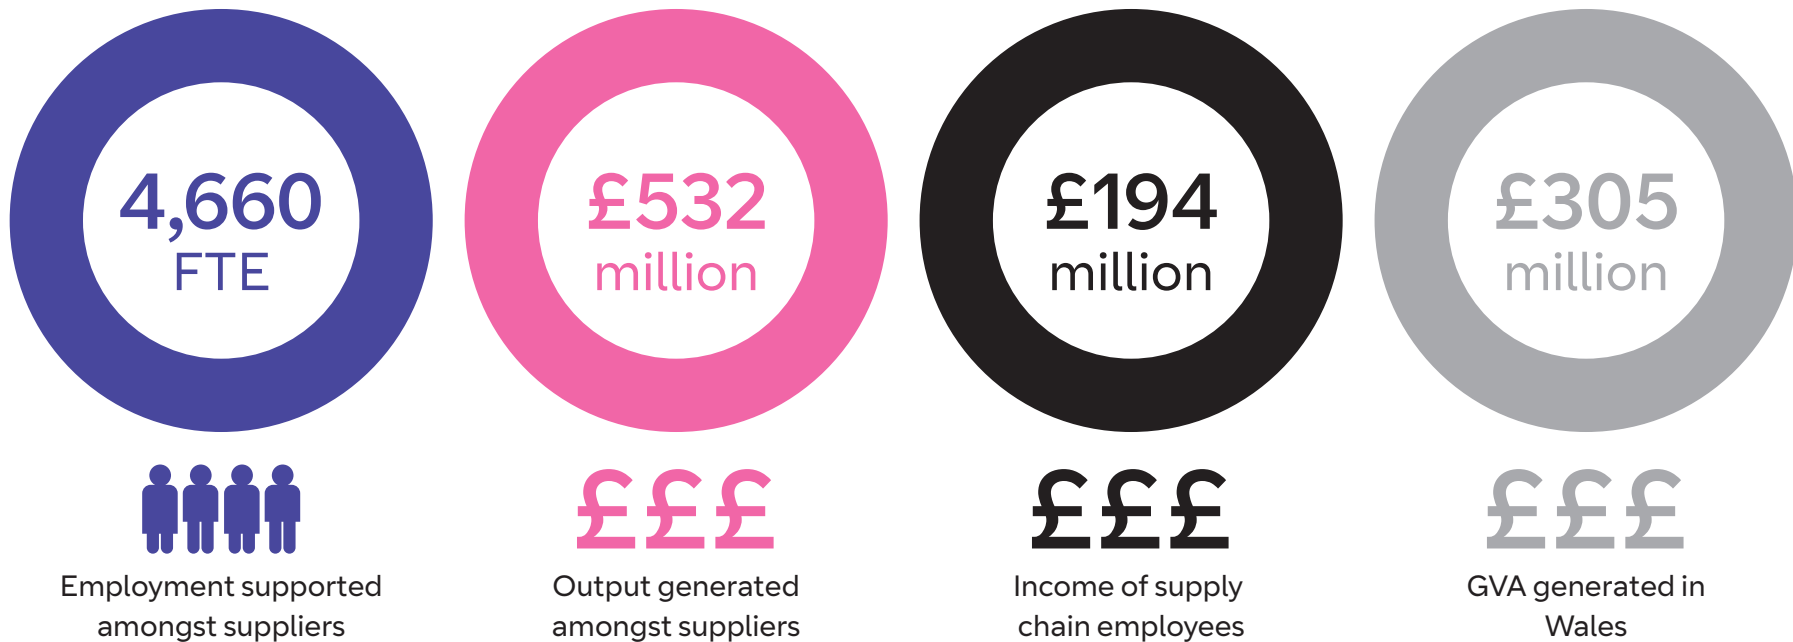 4,660
FTE
£532
million
£194
million
£305
million
£££
£££
£££
Employment supported
amongst suppliers
Output generated
amongst suppliers
Income of supply
chain employees
GVA generated in
Wales